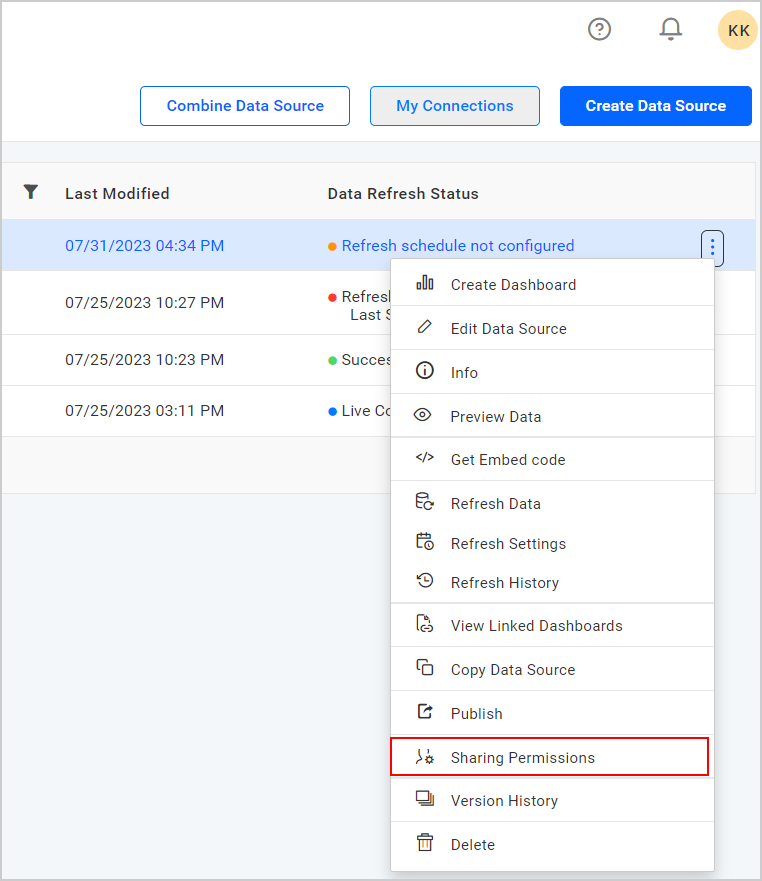 KK
Combine Data Source
My Connections
Create Data Source
Last Modified
Data Refresh Status
07/31/2023 04:34 PM
Refresh schedule not configured
07/25/2023 10:27 PM
Last
07/25/2023 10:23 PM
07/25/2023 03:11 PM
Live
Create Dashboard
Edit Data Source
Info
Preview Data
Get Embed code
Refresh Data
Refresh Settings
Refresh History
View Linked Dashboards
Copy Data Source
Publish
Sharing Permissions
Version History
Delete